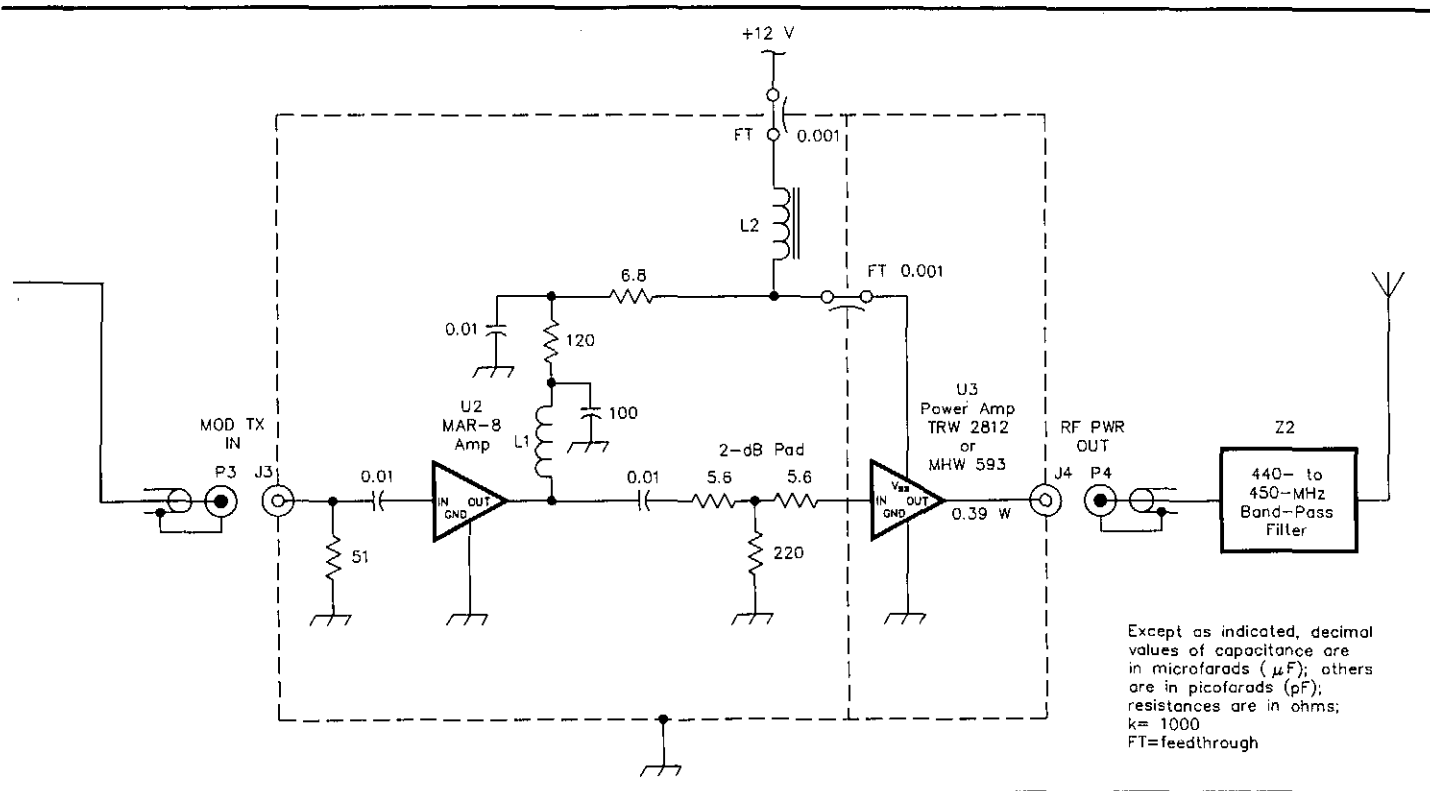 +12 V
FT 0.001
L2
FT 0.001
6.8
0.01
120
100
L1
U2
MAR-8
Amp
MOD TX
IN
P3 J3
51
0.01
IN OUT
GND
0.01
2-dB Pad
5.6 5.6
220
U3
Power Amp
TRW 2812
or
MHW 593
VSS
IN OUT
GND
0.39 W
RF PWR
OUT
J4 P4
Z2
440- to
450-MHz
Band-Pass
Filter
Except as indicated, decimal
values of capacitance are
in microfarads (μF); others
are in picofarads (pF);
resistances are in ohms;
k= 1000
FT=feedthrough